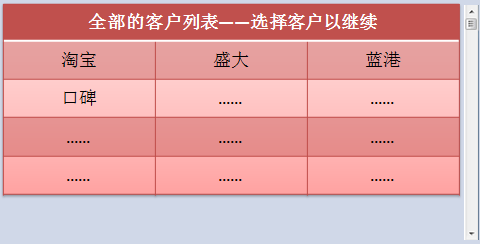 全部的客户列表——选择客户以继续
淘宝 盛大 蓝港
口碑 ...... ......
...... ...... ......
...... ...... ......